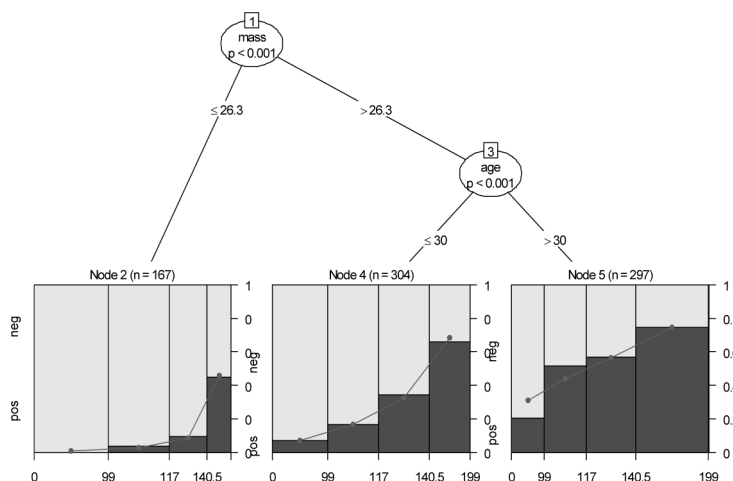 1
mass
p < 0.001
≤ 26.3
> 26.3
3
age
p < 0.001
≤ 30
> 30
Node 2 (n = 167)
Node 4 (n = 304)
Node 5 (n = 297)
neg
pos
1
0
0
0
0
0 99 117 140.5
neg
pos
1
0
0
0
0
0 99 117 140.5 199
neg
pos
1
0.
0.
0.
0.
0
0 99 117 140.5 199